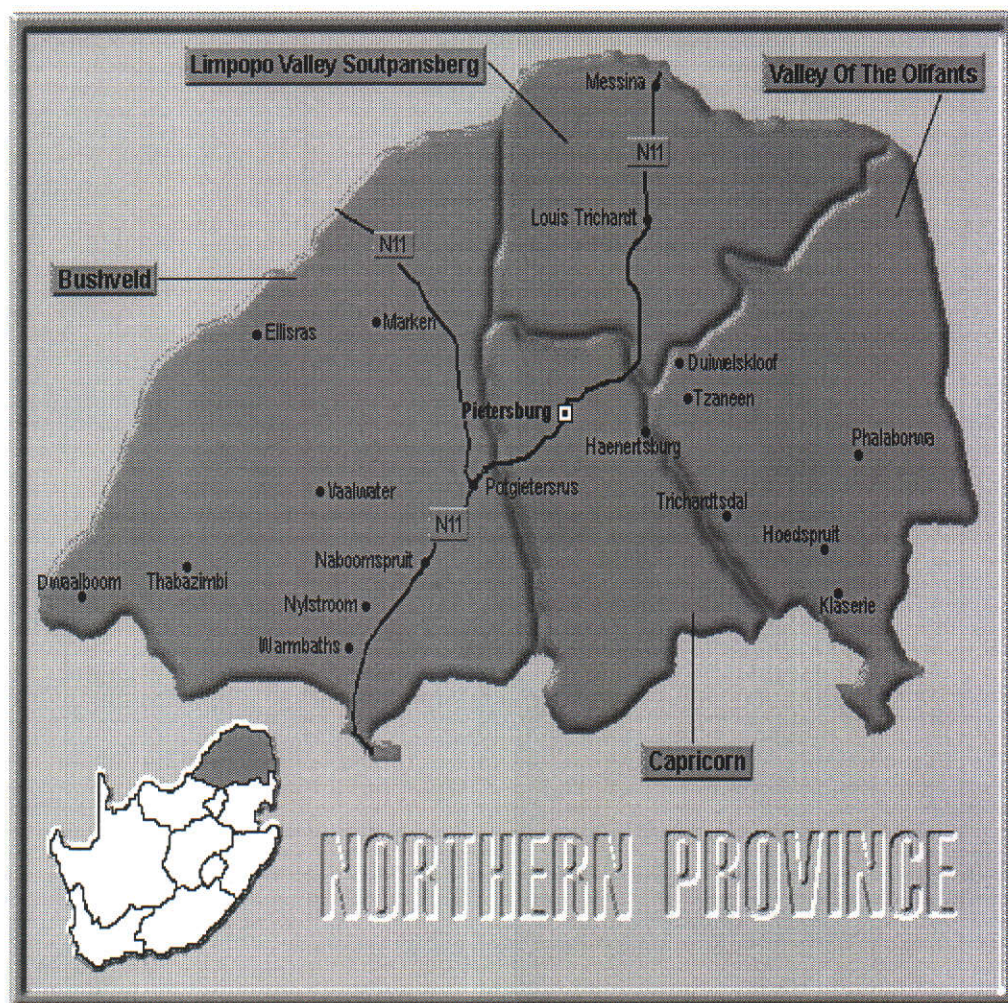 Limpopo Valley Soutpansberg
Messina
Valley Of The Olifants
N11
Louis Trichardt
N11
Bushveld
Ellisras
Marken
Duiwelskloof
Tzaneen
Pietersburg
Haenertsburg
Phalaborwa
Vaalwater
Potgietersrus
Trichardtsdal
N11
Hoedspruit
Naboomspruit
Dwaalboom
Thabazimbi
Nylstroom
Klaserie
Warmbaths
Capricorn
NORTHERN PROVINCE